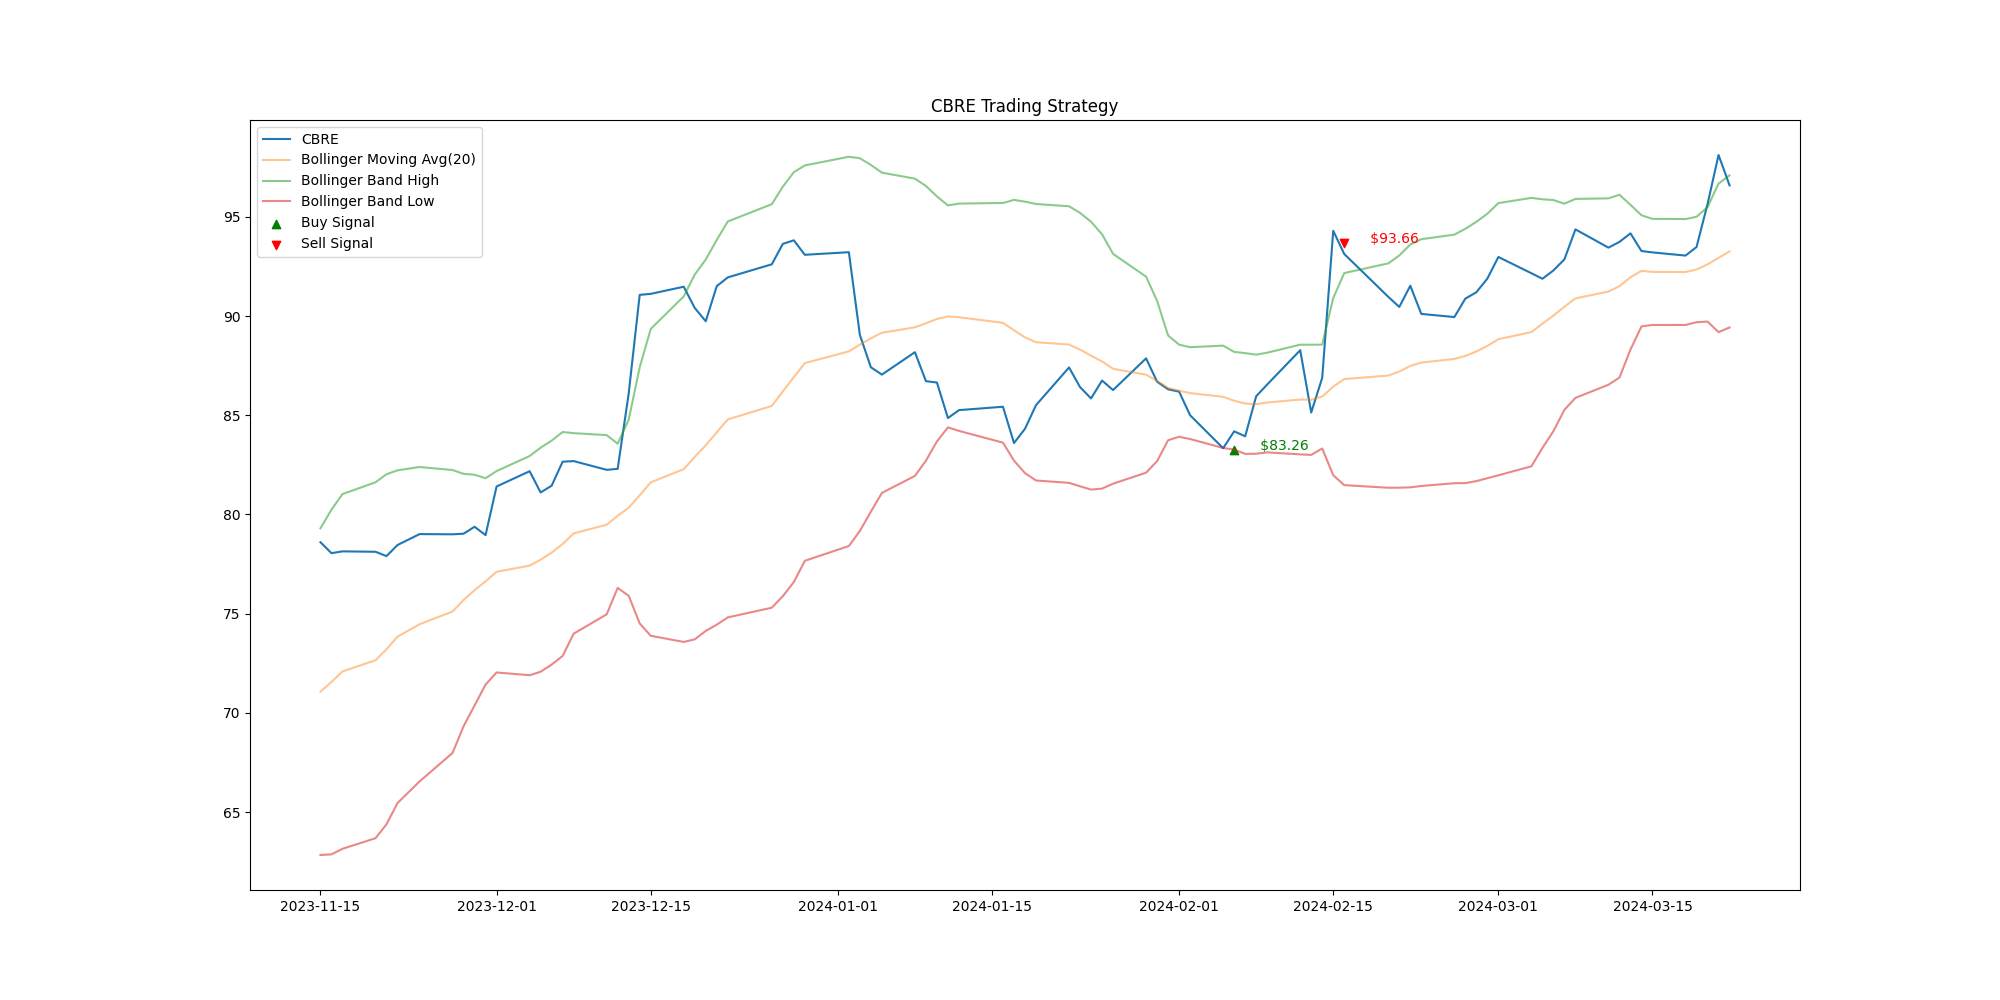 CBRE Trading Strategy
CBRE
Bollinger Moving Avg(20)
Bollinger Band High
Bollinger Band Low
Buy Signal
Sell Signal
95
90
85
80
75
70
65
$93.66
$83.26
2023-11-15
2023-12-01
2023-12-15
2024-01-01
2024-01-15
2024-02-01
2024-02-15
2024-03-01
2024-03-15